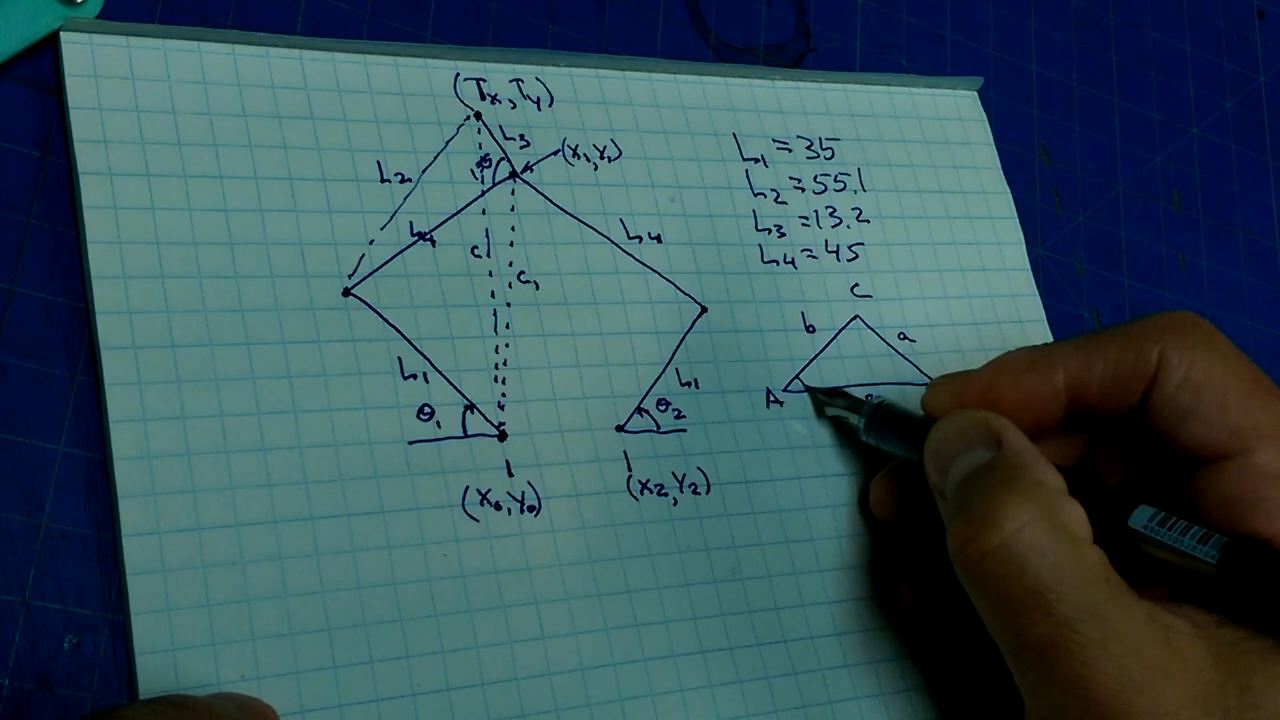 (Tx,Ty)
L3
(X1,Y1)
L2
L4
L4
C
C1
L1
θ1
L1
θ2
(X0,Y0)
(X2,Y2)
L1=35
L2=55.1
L3=13.2
L4=45
C
b
a
A